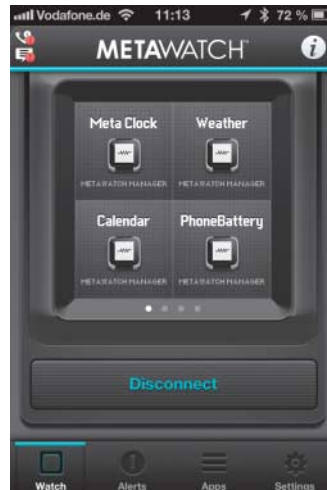 Vodafone.de 11:13 72 %
METAWATCH
Meta Clock Weather
METAWATCH MANAGER METAWATCH MANAGER
Calendar PhoneBattery
METAWATCH MANAGER METAWATCH MANAGER
Disconnect
Watch Alerts Apps Settings